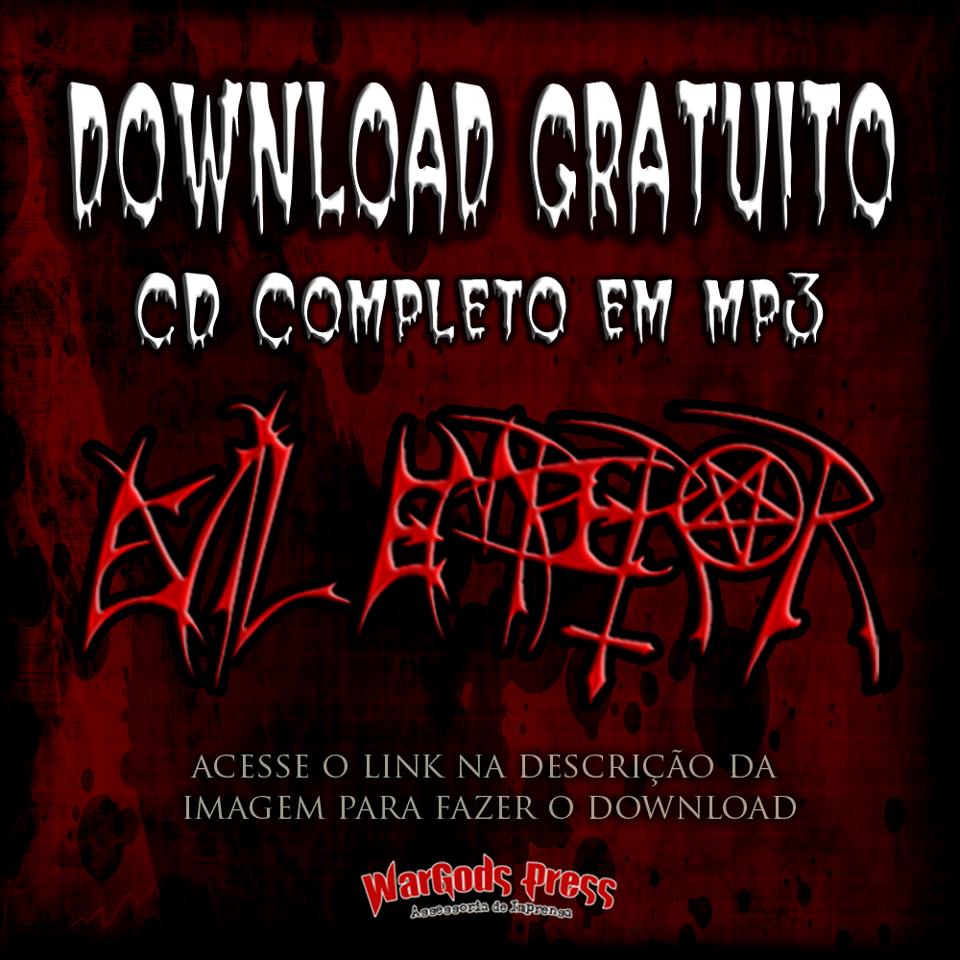 DOWNLOAD GRATUITO
CD COMPLETO EM MP3
EVIL EMPEROR
ACESSE O LINK NA DESCRIÇÃO DA
IMAGEM PARA FAZER O DOWNLOAD
WarGods Press
Assessoria de Imprensa